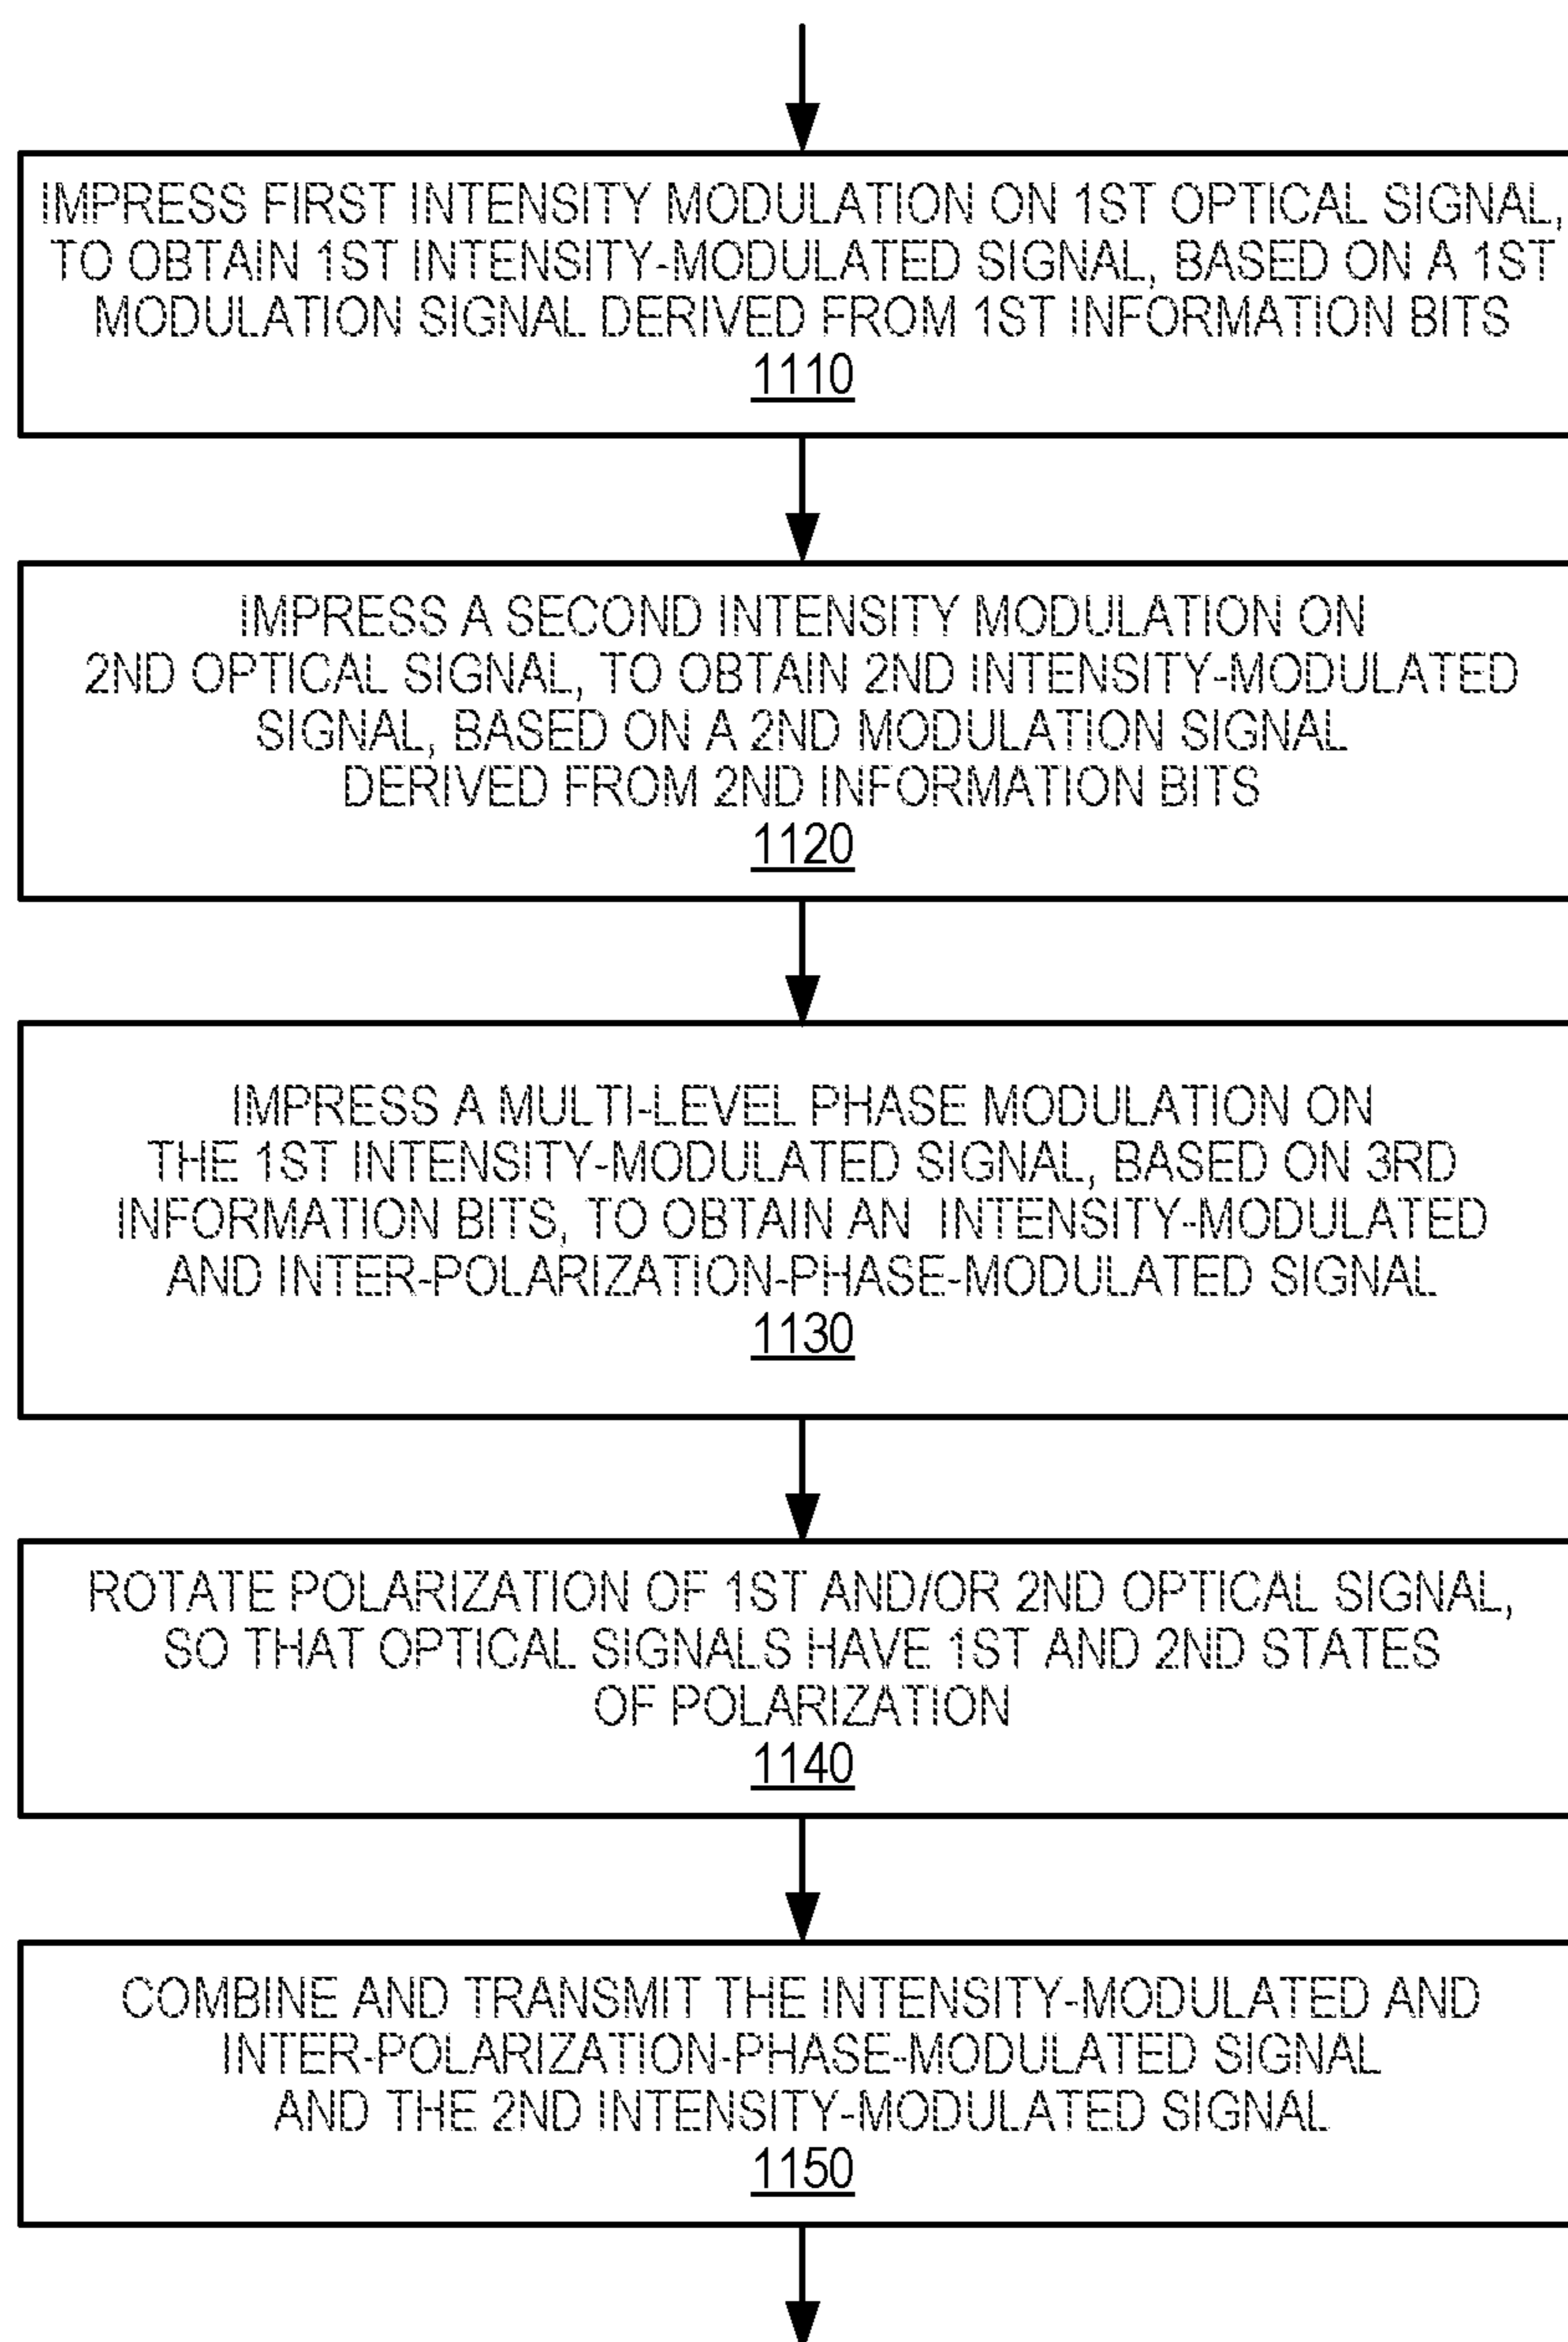 IMPRESS FIRST INTENSITY MODULATION ON 1ST OPTICAL SIGNAL,
TO OBTAIN 1ST INTENSITY-MODULATED SIGNAL, BASED ON A 1ST
MODULATION SIGNAL DERIVED FROM 1ST INFORMATION BITS
1110
IMPRESS A SECOND INTENSITY MODULATION ON
2ND OPTICAL SIGNAL, TO OBTAIN 2ND INTENSITY-MODULATED
SIGNAL, BASED ON A 2ND MODULATION SIGNAL
DERIVED FROM 2ND INFORMATION BITS
1120
IMPRESS A MULTI-LEVEL PHASE MODULATION ON
THE 1ST INTENSITY-MODULATED SIGNAL, BASED ON 3RD
INFORMATION BITS, TO OBTAIN AN INTENSITY-MODULATED
AND INTER-POLARIZATION-PHASE-MODULATED SIGNAL
1130
ROTATE POLARIZATION OF 1ST AND/OR 2ND OPTICAL SIGNAL,
SO THAT OPTICAL SIGNALS HAVE 1ST AND 2ND STATES
OF POLARIZATION
1140
COMBINE AND TRANSMIT THE INTENSITY-MODULATED AND
INTER-POLARIZATION-PHASE-MODULATED SIGNAL
AND THE 2ND INTENSITY-MODULATED SIGNAL
1150